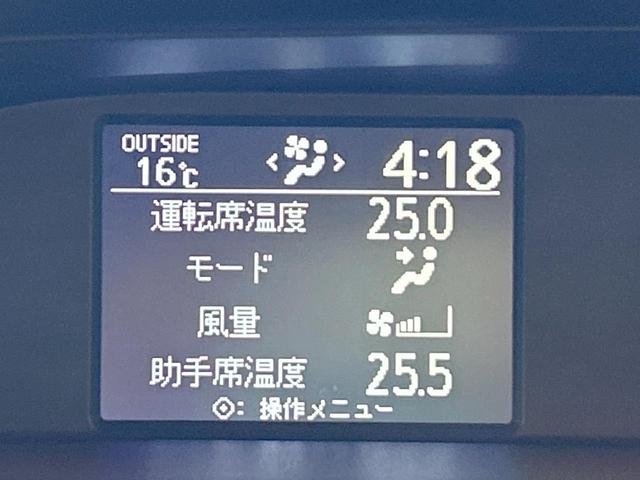 OUTSIDE
16℃
4:18
運転席温度 25.0
モード
風量
助手席温度 25.5
◇: 操作メニュー